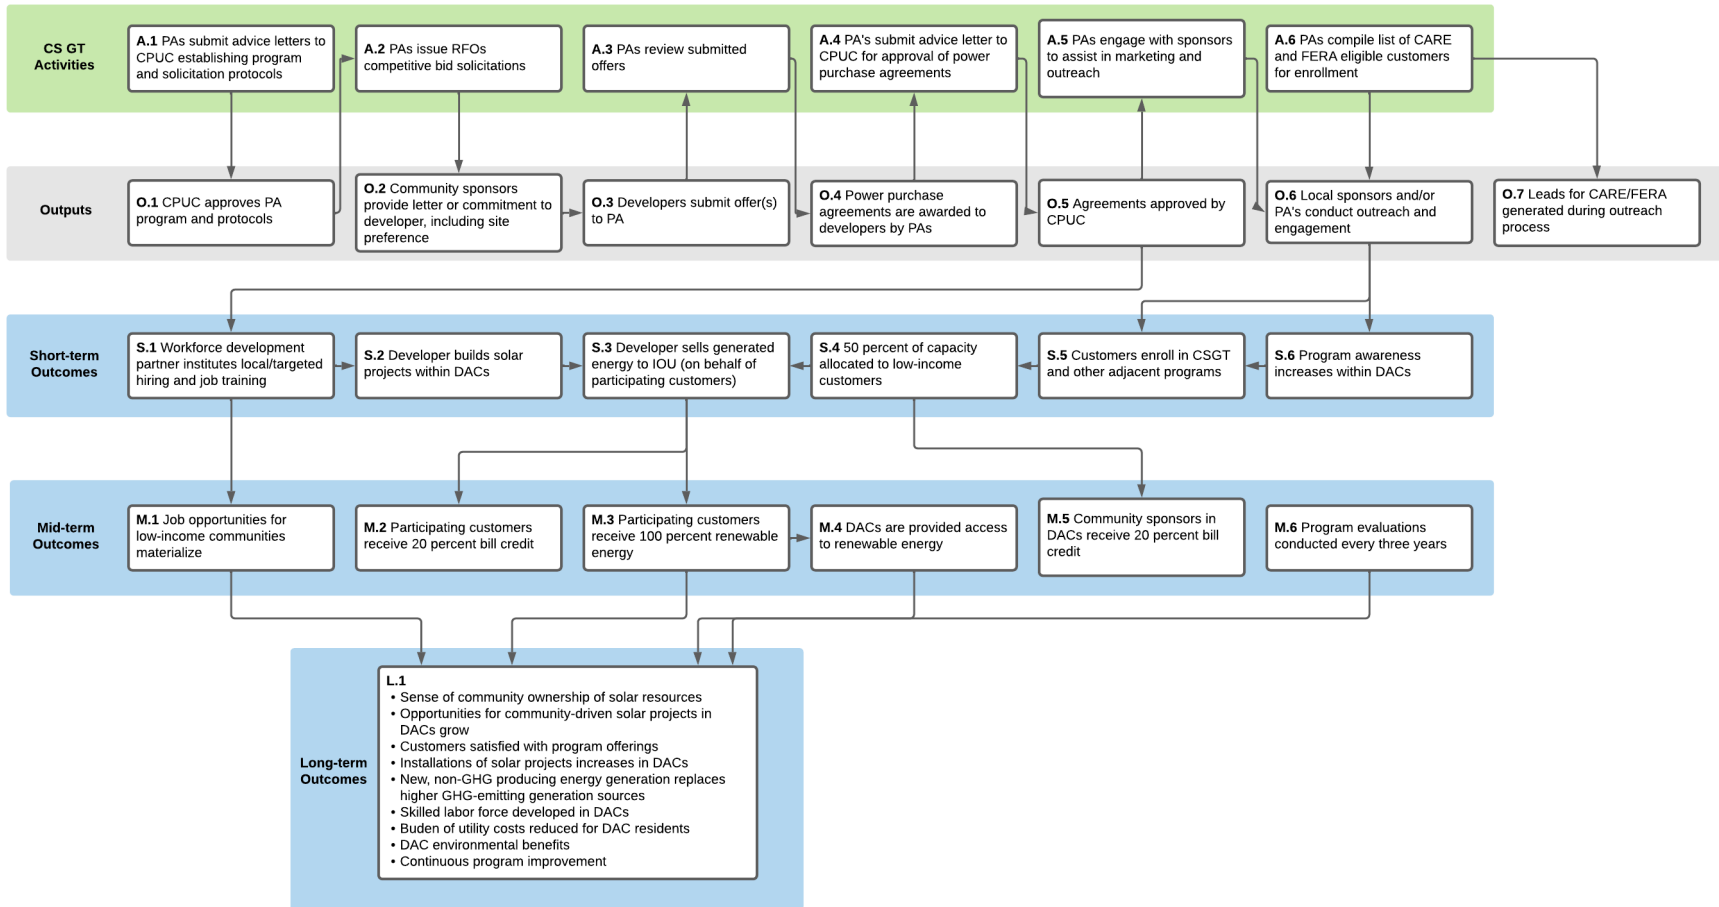 CS GT
Activities
A.1 PAs submit advice letters to
CPUC establishing program
and solicitation protocols
A.2 PAs issue RFOs
competitive bid solicitations
A.3 PAs review submitted
offers
A.4 PA's submit advice letter to
CPUC for approval of power
purchase agreements
A.5 PAs engage with sponsors
to assist in marketing and
outreach
A.6 PAs compile list of CARE
and FERA eligible customers
for enrollment
Outputs
O.1 CPUC approves PA
program and protocols
O.2 Community sponsors
provide letter or commitment to
developer, including site
preference
O.3 Developers submit offer(s)
to PA
O.4 Power purchase
agreements are awarded to
developers by PAs
O.5 Agreements approved by
CPUC
O.6 Local sponsors and/or
PA's conduct outreach and
engagement
O.7 Leads for CARE/FERA
generated during outreach
process
Short-term
Outcomes
S.1 Workforce development
partner institutes local/targeted
hiring and job training
S.2 Developer builds solar
projects within DACs
S.3 Developer sells generated
energy to IOU (on behalf of
participating customers)
S.4 50 percent of capacity
allocated to low-income
customers
S.5 Customers enroll in CSGT
and other adjacent programs
S.6 Program awareness
increases within DACs
Mid-term
Outcomes
M.1 Job opportunities for
low-income communities
materialize
M.2 Participating customers
receive 20 percent bill credit
M.3 Participating customers
receive 100 percent renewable
energy
M.4 DACs are provided access
to renewable energy
M.5 Community sponsors in
DACs receive 20 percent bill
credit
M.6 Program evaluations
conducted every three years
Long-term
Outcomes
L.1
• Sense of community ownership of solar resources
• Opportunities for community-driven solar projects in
DACs grow
• Customers satisfied with program offerings
• Installations of solar projects increases in DACs
• New, non-GHG producing energy generation replaces
higher GHG-emitting generation sources
• Skilled labor force developed in DACs
• Buden of utility costs reduced for DAC residents
• DAC environmental benefits
• Continuous program improvement